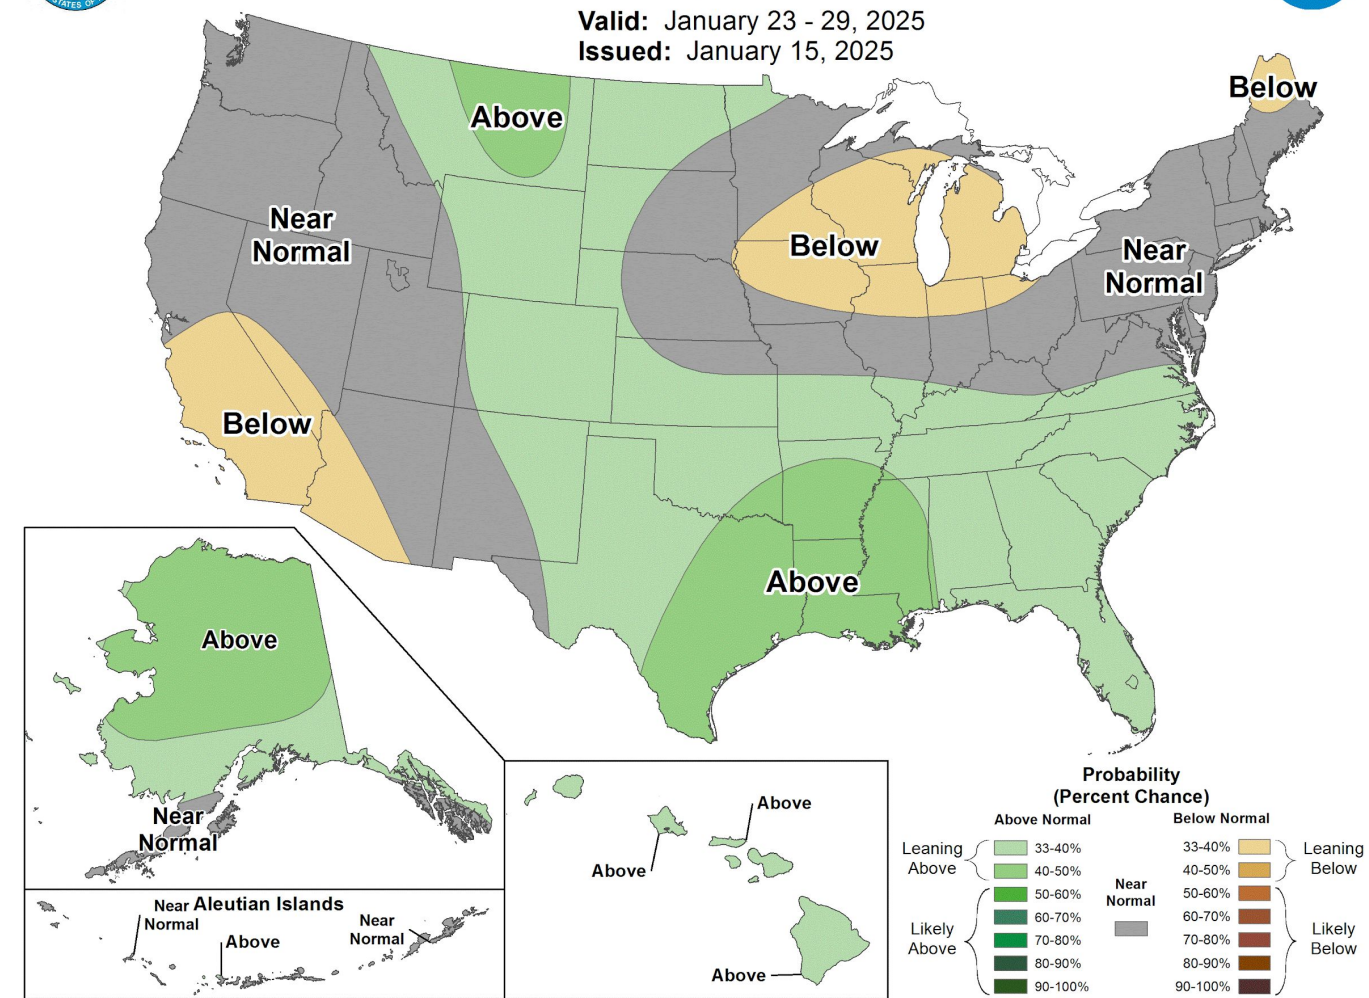 STATES OF
Valid: January 23 - 29, 2025
Issued: January 15, 2025
Above
Below
Near
Normal
Below
Near
Normal
Below
Above
Above
Near
Normal
Near
Normal
Aleutian Islands
Above
Near
Normal
Above
Above
Above
Probability
(Percent Chance)
Above Normal
Below Normal
Leaning
Above
33-40%
40-50%
Likely
Above
50-60%
60-70%
70-80%
80-90%
90-100%
Near
Normal
33-40%
40-50%
Leaning
Below
50-60%
60-70%
70-80%
80-90%
90-100%
Likely
Below